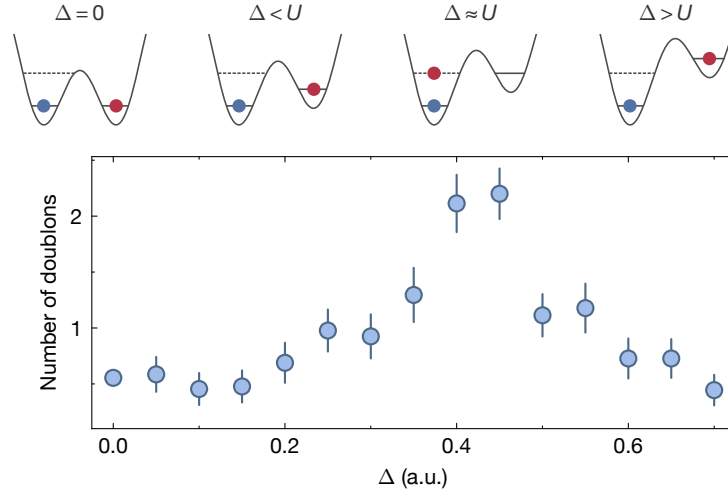 Δ = 0 Δ < U Δ ≈ U Δ > U
Number of doublons
2
1
0.0 0.2 0.4 0.6
Δ (a.u.)